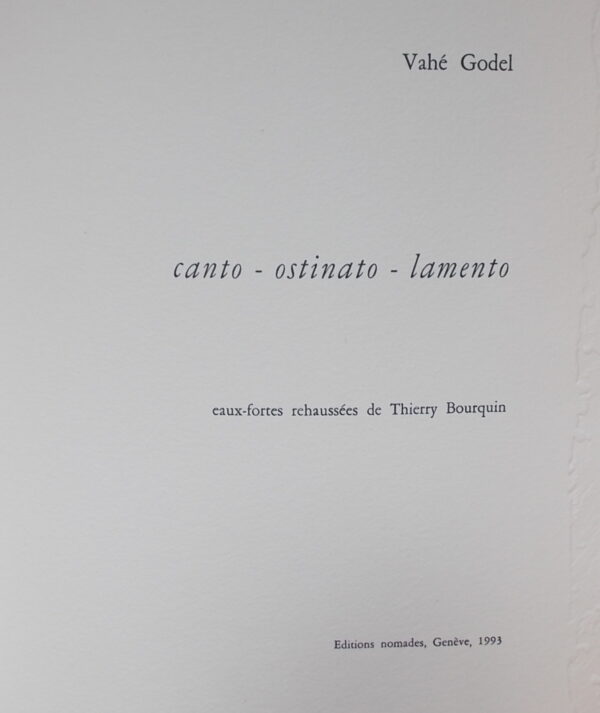 Vahé Godel
canto - ostinato - lamento
eaux-fortes rehaussées de Thierry Bourquin
Editions nomades, Genève, 1993